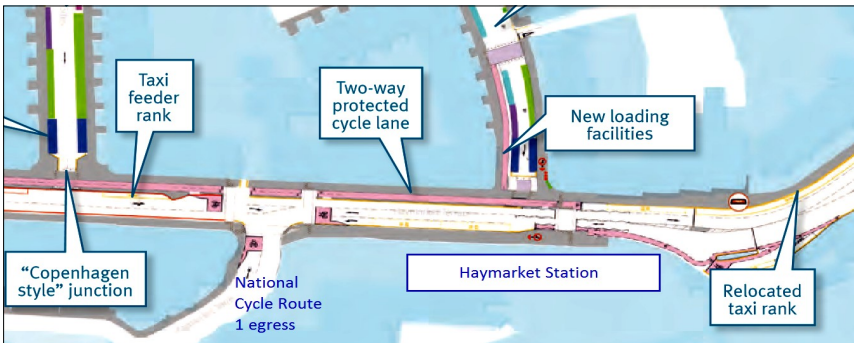 Taxi
feeder
rank
Two-way
protected
cycle lane
New loading
facilities
"Copenhagen
style" junction
National
Cycle Route
1 egress
Haymarket Station
Relocated
taxi rank